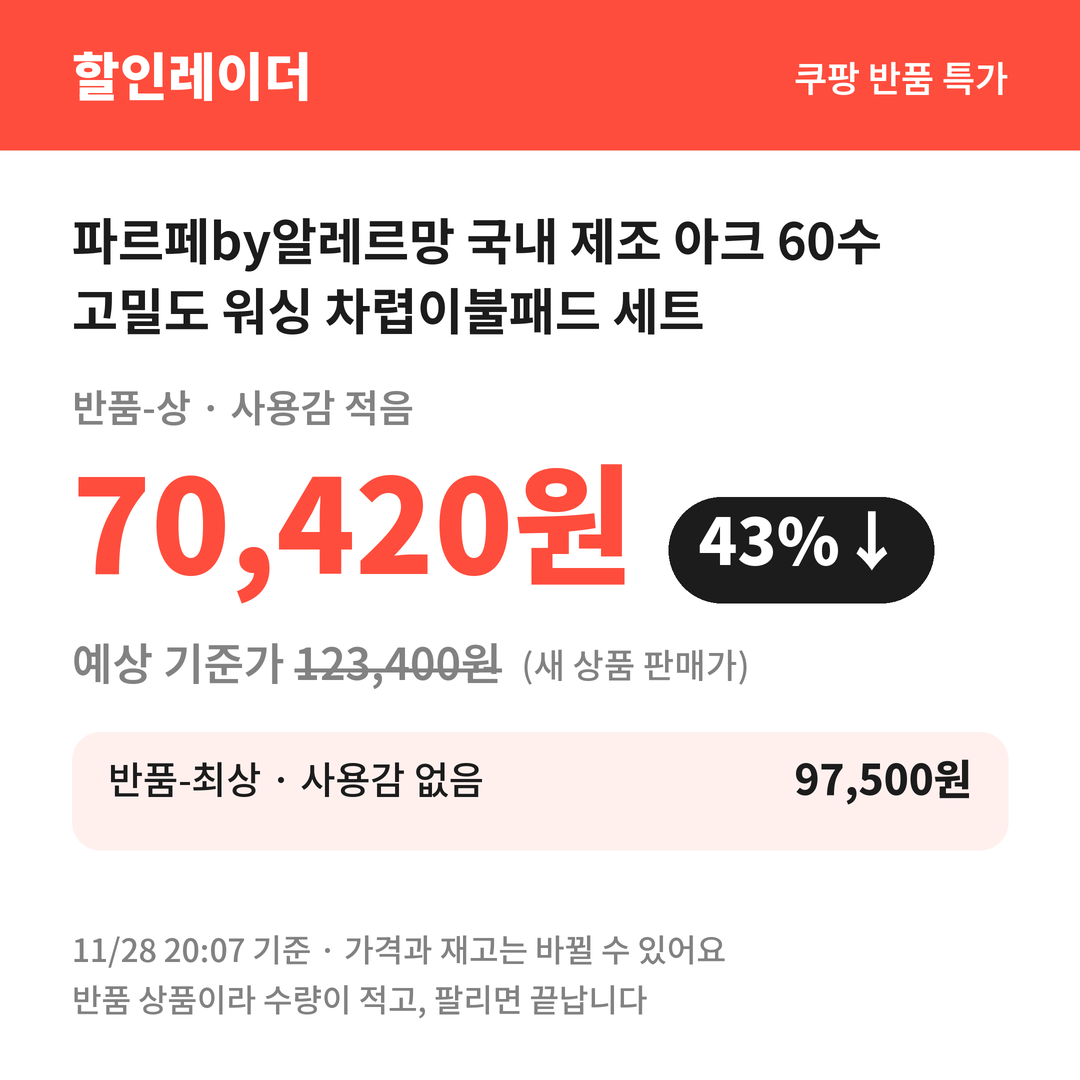 할인레이더
쿠팡 반품 특가
파르페by알레르망 국내 제조 아크 60수
고밀도 워싱 차렵이불패드 세트
반품-상 · 사용감 적음
70,420원 43%↓
예상 기준가 123,400원 (새 상품 판매가)
반품-최상 · 사용감 없음 97,500원
11/28 20:07 기준 · 가격과 재고는 바뀔 수 있어요
반품 상품이라 수량이 적고, 팔리면 끝납니다